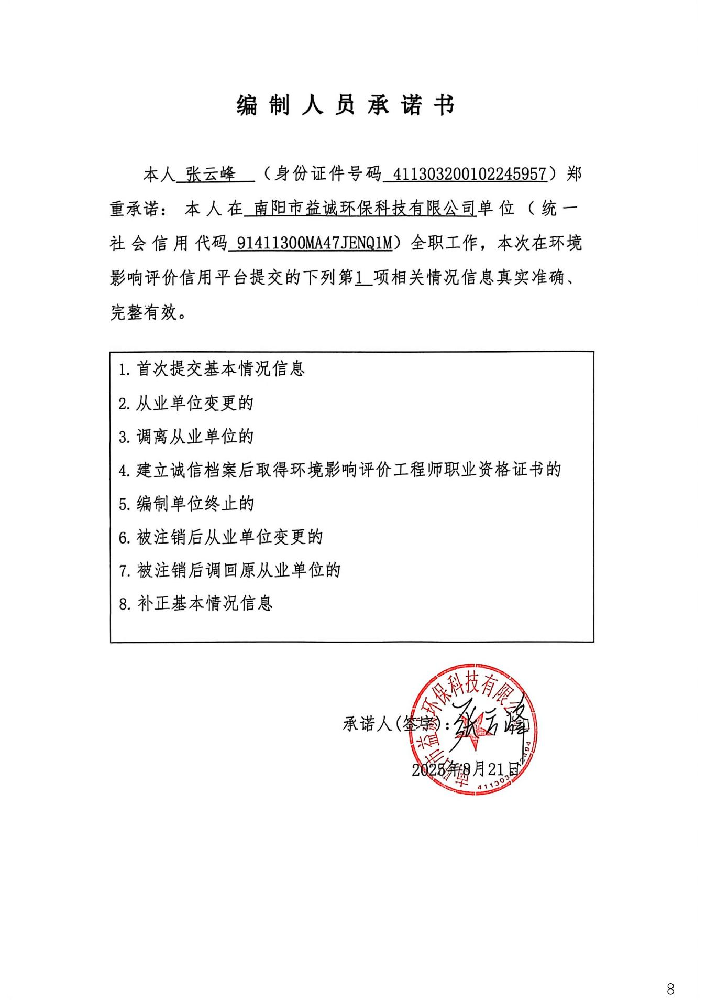 编制人员承诺书
本人 张云峰 （身份证件号码 411303200102245957）郑
重承诺： 本人在 南阳市益诚环保科技有限公司单位（统一
社会信用代码 91411300MA47JENQ1M）全职工作，本次在环境
影响评价信用平台提交的下列第1 项相关情况信息真实准确、
完整有效。
1. 首次提交基本情况信息
2. 从业单位变更的
3. 调离从业单位的
4. 建立诚信档案后取得环境影响评价工程师职业资格证书的
5. 编制单位终止的
6. 被注销后从业单位变更的
7. 被注销后调回原从业单位的
8. 补正基本情况信息
南阳市益诚环保科技有限公司
承诺人(签字)：张云峰
2025年8月21日
8